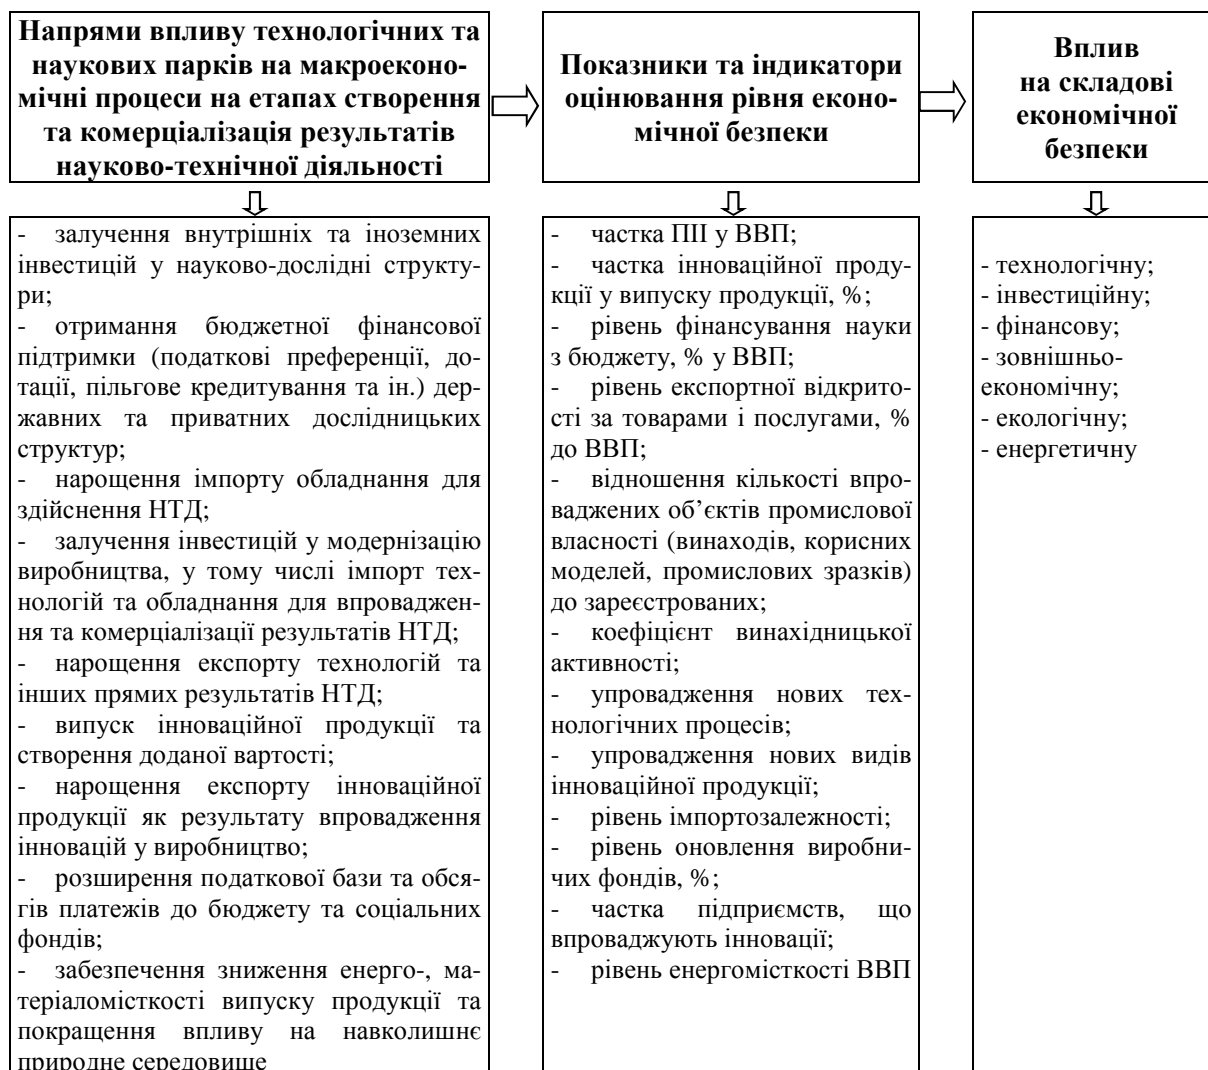 Напрями впливу технологічних та
наукових парків на макроеконо-
мічні процеси на етапах створення
та комерціалізація результатів
науково-технічної діяльності
Показники та індикатори
оцінювання рівня еконо-
мічної безпеки
Вплив
на складові
економічної
безпеки
- залучення внутрішніх та іноземних
інвестицій у науково-дослідні структу-
ри;
- отримання бюджетної фінансової
підтримки (податкові преференції, до-
тації, пільгове кредитування та ін.) дер-
жавних та приватних дослідницьких
структур;
- нарощення імпорту обладнання для
здійснення НТД;
- залучення інвестицій у модернізацію
виробництва, у тому числі імпорт тех-
нологій та обладнання для впроваджен-
ня та комерціалізації результатів НТД;
- нарощення експорту технологій та
інших прямих результатів НТД;
- випуск інноваційної продукції та
створення доданої вартості;
- нарощення експорту інноваційної
продукції як результату впровадження
інновацій у виробництво;
- розширення податкової бази та обся-
гів платежів до бюджету та соціальних
фондів;
- забезпечення зниження енерго-, ма-
теріаломісткості випуску продукції та
покращення впливу на навколишнє
природне середовище
- частка ПІІ у ВВП;
- частка інноваційної проду-
кції у випуску продукції, %;
- рівень фінансування науки
з бюджету, % у ВВП;
- рівень експортної відкрито-
сті за товарами і послугами, %
до ВВП;
- відношення кількості впро-
ваджених об’єктів промислової
власності (винаходів, корисних
моделей, промислових зразків)
до зареєстрованих;
- коефіцієнт винахідницької
активності;
- упровадження нових тех-
нологічних процесів;
- упровадження нових видів
інноваційної продукції;
- рівень імпортозалежності;
- рівень оновлення виробни-
чих фондів, %;
- частка підприємств, що
впроваджують інновації;
- рівень енергомісткості ВВП
- технологічну;
- інвестиційну;
- фінансову;
- зовнішньо-
економічну;
- екологічну;
- енергетичну